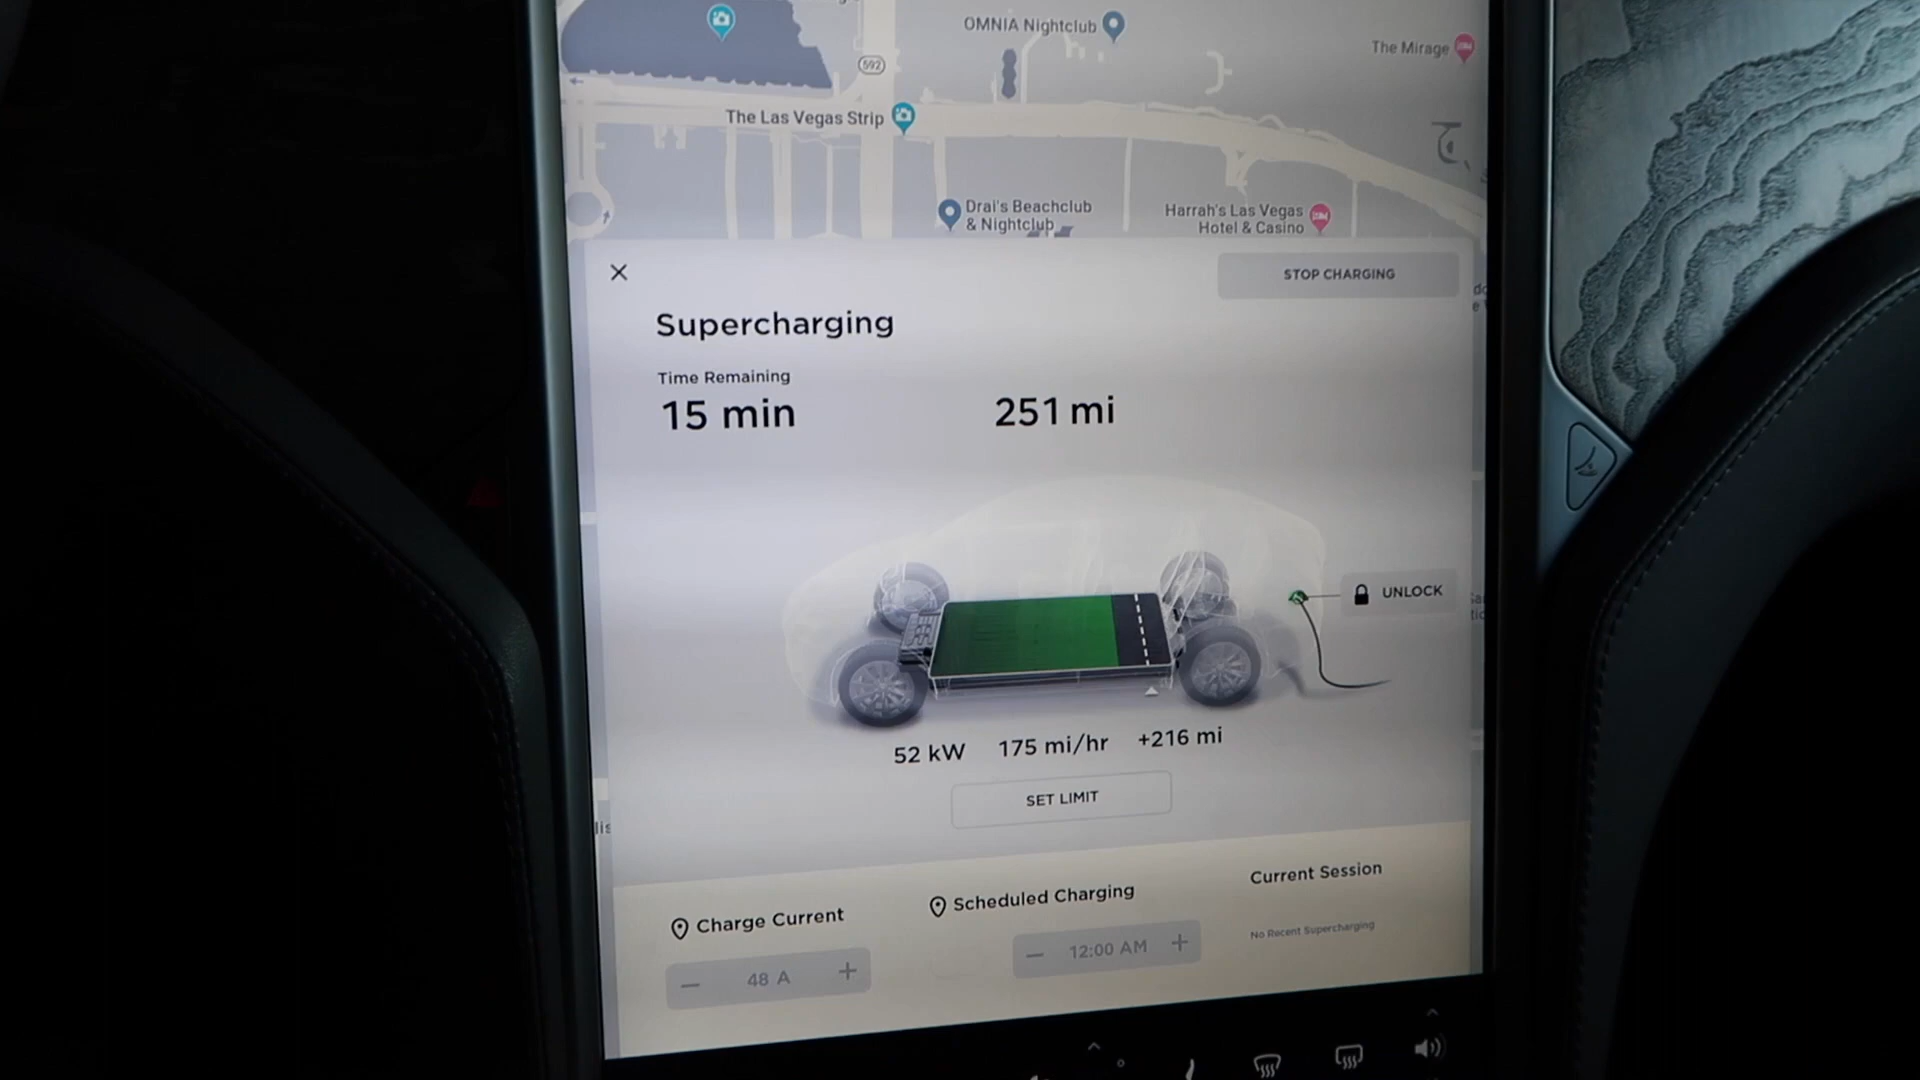 OMNIA Nightclub
The Mirage
592
The Las Vegas Strip
Drai's Beachclub
& Nightclub
Harrah's Las Vegas
Hotel & Casino
STOP CHARGING
Supercharging
Time Remaining
15 min
251 mi
UNLOCK
52 kW
175 mi/hr
+216 mi
SET LIMIT
Charge Current
Scheduled Charging
Current Session
48 A
12:00 AM
No Recent Supercharging